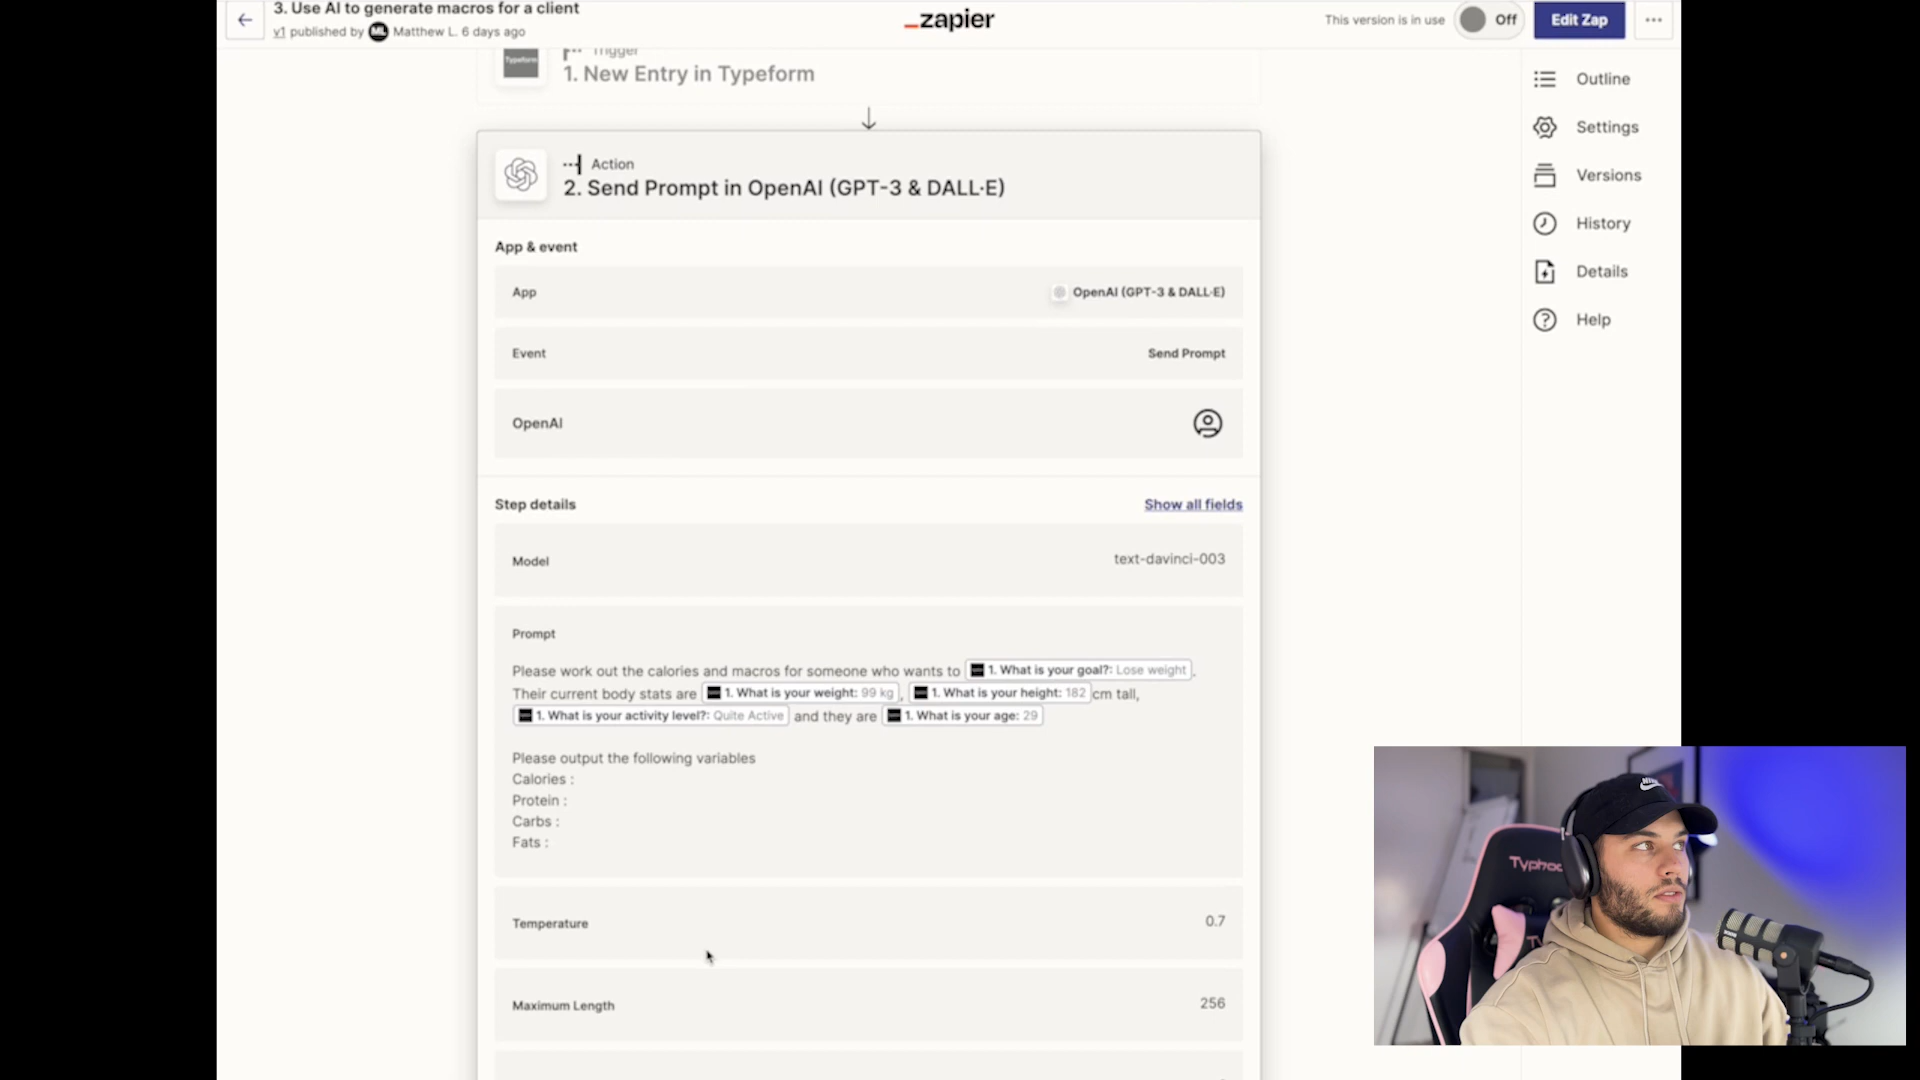 3. Use AI to generate macros for a client
v1 published by ML Matthew L. 6 days ago
zapier
This version is in use
Off
Edit Zap
Typeform
Trigger
1. New Entry in Typeform
Action
2. Send Prompt in OpenAI (GPT-3 & DALL·E)
App & event
App
OpenAI (GPT-3 & DALL·E)
Event
Send Prompt
OpenAI
Step details
Show all fields
Model
text-davinci-003
Prompt
Please work out the calories and macros for someone who wants to 1. What is your goal?: Lose weight .
Their current body stats are 1. What is your weight: 99 kg , 1. What is your height: 182 cm tall,
1. What is your activity level?: Quite Active and they are 1. What is your age: 29
Please output the following variables
Calories :
Protein :
Carbs :
Fats :
Temperature
0.7
Maximum Length
256
Outline
Settings
Versions
History
Details
Help
NIKE
Typhoo